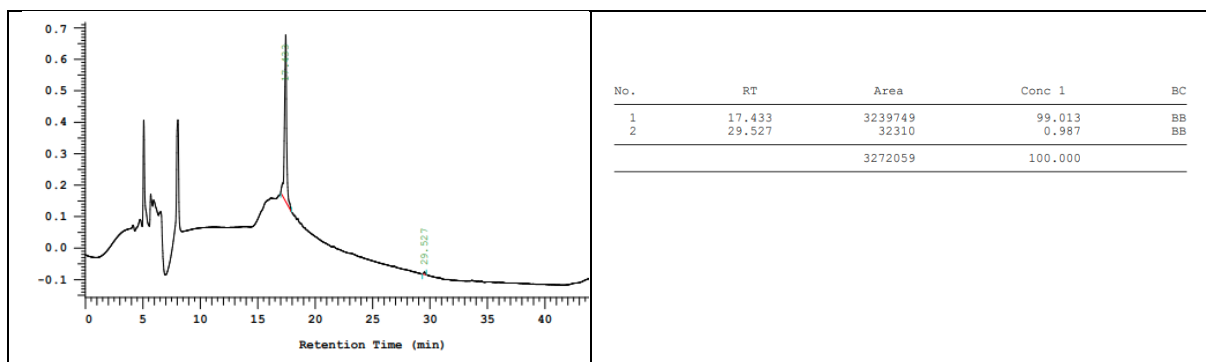 0.7
0.6
0.5
0.4
0.3
0.2
0.1
0.0
-0.1
17.433
29.527
0 5 10 15 20 25 30 35 40
Retention Time (min)
No. RT Area Conc 1 BC
1 17.433 3239749 99.013 BB
2 29.527 32310 0.987 BB
3272059 100.000